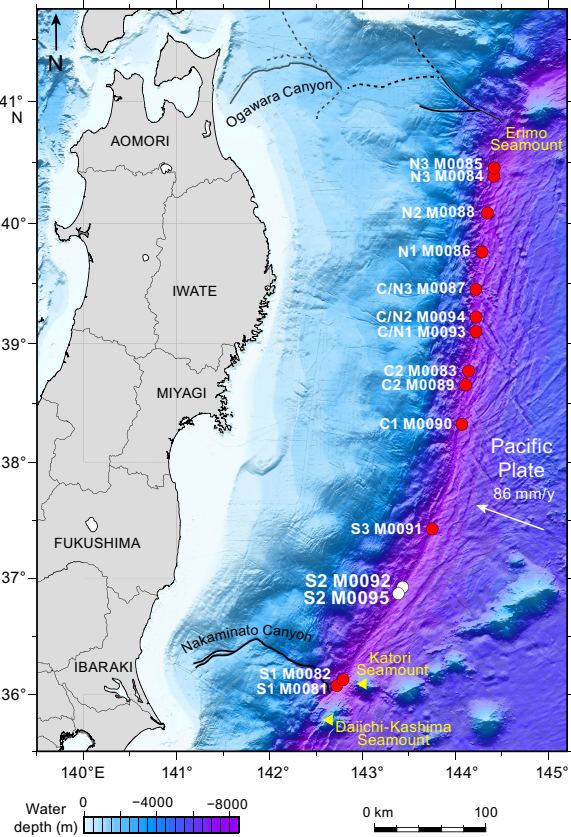 41°
N
40°
39°
38°
37°
36°
N
AOMORI
IWATE
MIYAGI
FUKUSHIMA
IBARAKI
Ogawara Canyon
Erimo
Seamount
N3 M0085
N3 M0084
N2 M0088
N1 M0086
C/N3 M0087
C/N2 M0094
C/N1 M0093
C2 M0083
C2 M0089
C1 M0090
Pacific
Plate
86 mm/y
S3 M0091
S2 M0092
S2 M0095
Nakaminato Canyon
S1 M0082
S1 M0081
Katori
Seamount
Daiichi-Kashima
Seamount
140°E
141°
142°
143°
144°
145°
Water
depth (m)
0
−4000
−8000
0 km
100